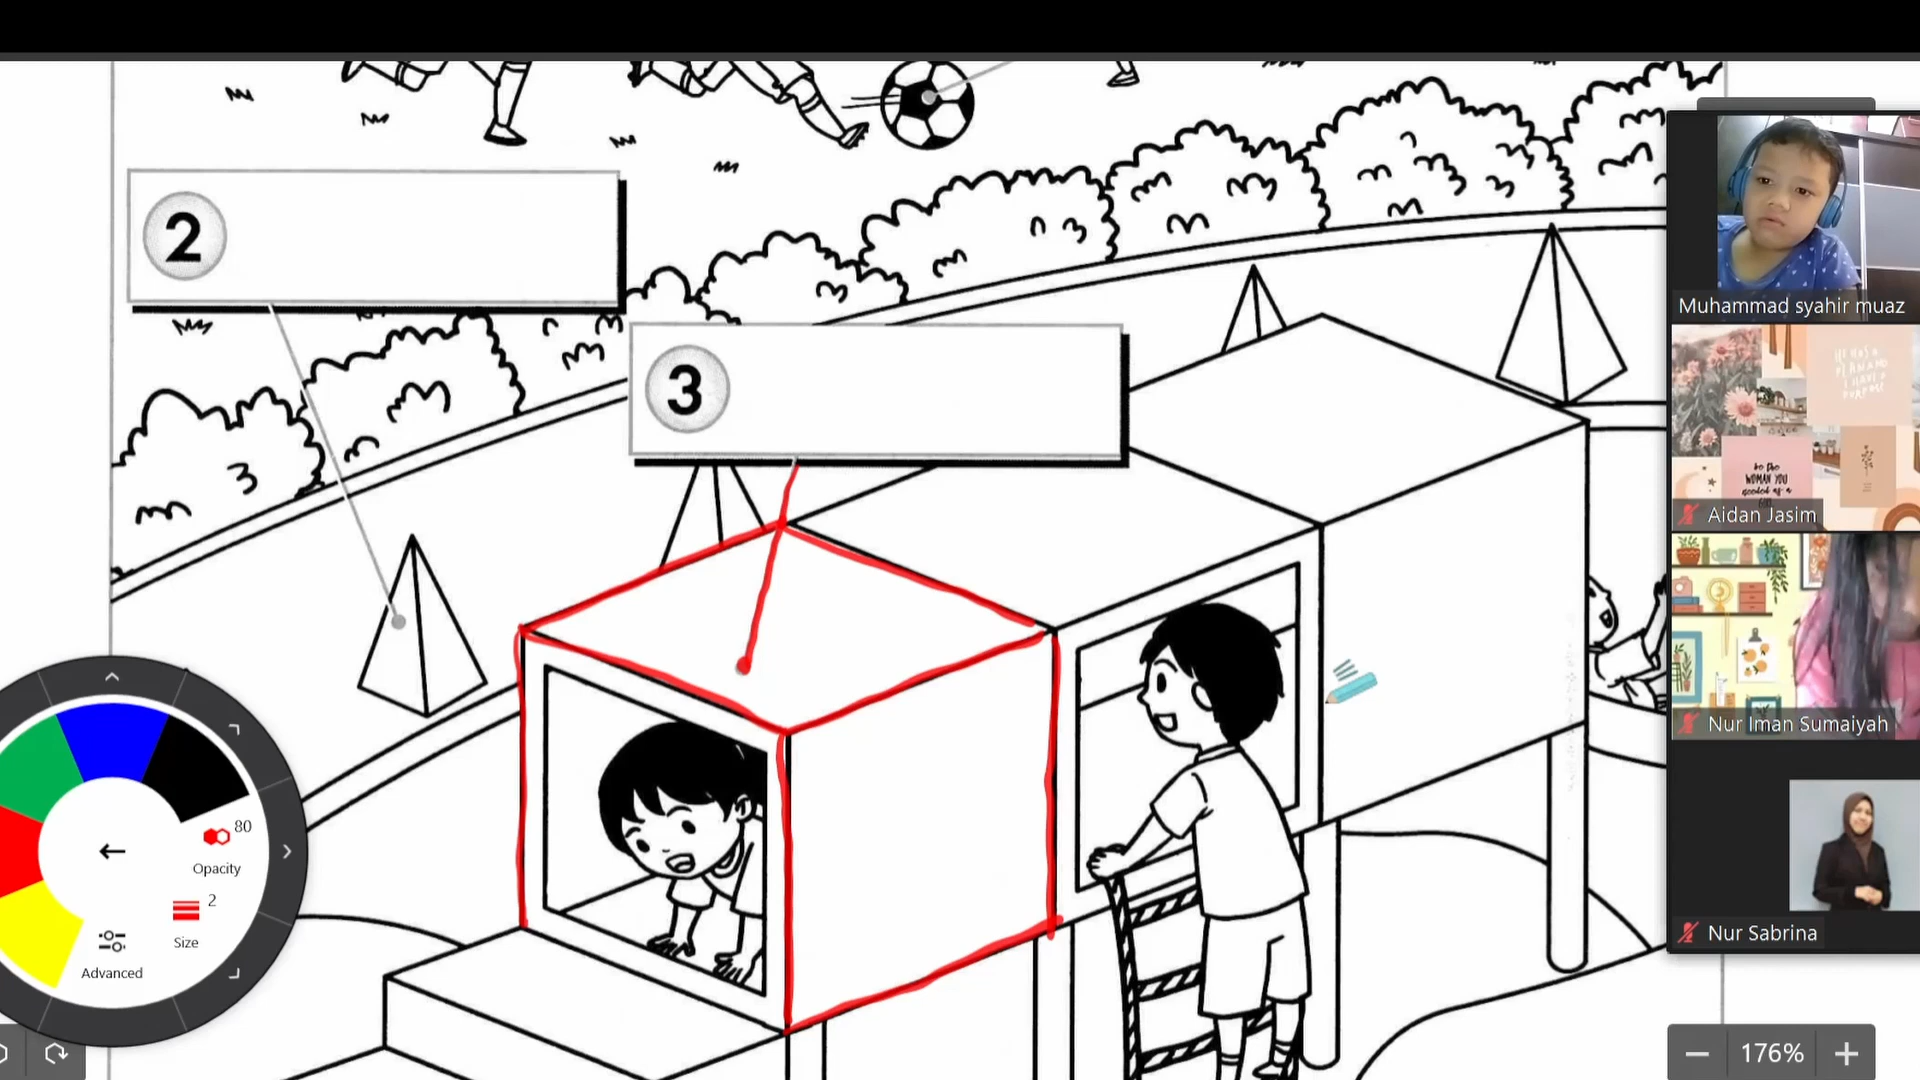 2
3
Muhammad syahir muaz
Aidan Jasim
Nur Iman Sumaiyah
Nur Sabrina
80
Opacity
2
Size
Advanced
176%